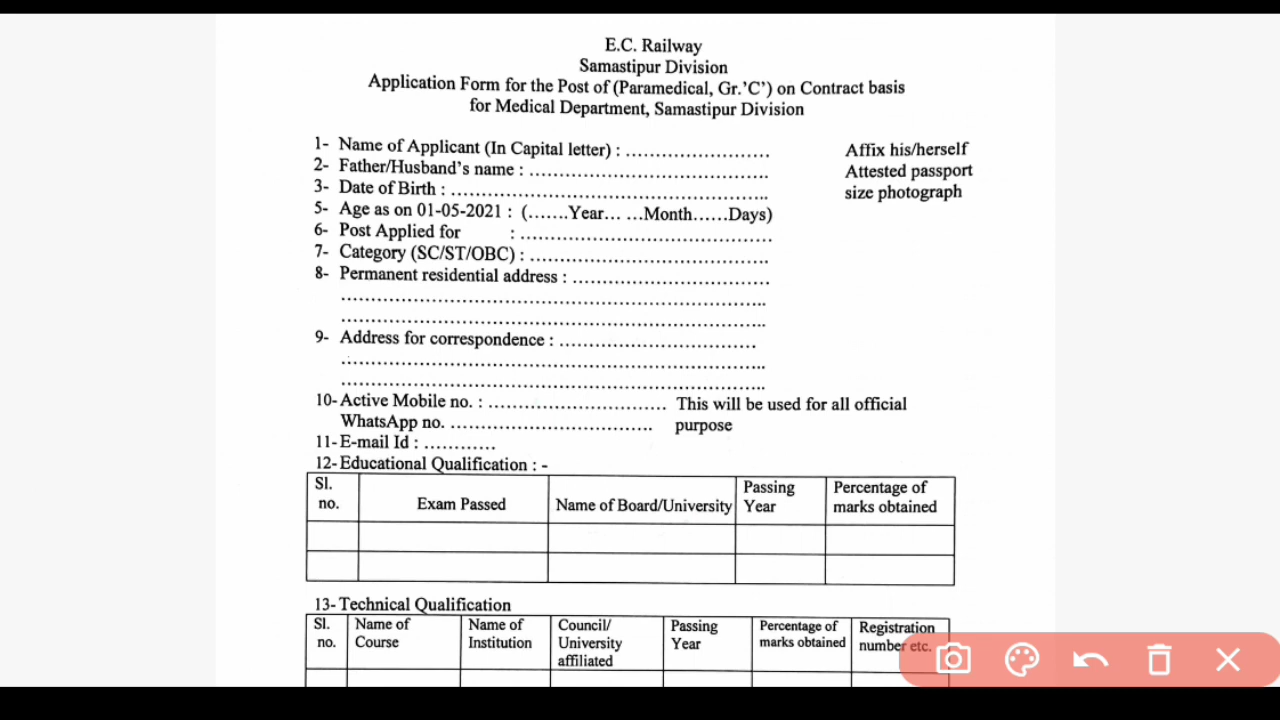 E.C. Railway
Samastipur Division
Application Form for the Post of (Paramedical, Gr.'C') on Contract basis
for Medical Department, Samastipur Division
1- Name of Applicant (In Capital letter) : ........................
2- Father/Husband's name : ........................................
3- Date of Birth : .....................................................
5- Age as on 01-05-2021 : (.......Year... ...Month......Days)
6- Post Applied for : ..........................................
7- Category (SC/ST/OBC) : ........................................
8- Permanent residential address : .................................
.......................................................................
.......................................................................
9- Address for correspondence : .................................
.......................................................................
.......................................................................
10- Active Mobile no. : .............................. This will be used for all official
WhatsApp no. .................................. purpose
11- E-mail Id : ............
12- Educational Qualification : -
Affix his/herself
Attested passport
size photograph
Sl. no. Exam Passed Name of Board/University Passing Year Percentage of marks obtained
13- Technical Qualification
Sl. no. Name of Course Name of Institution Council/ University affiliated Passing Year Percentage of marks obtained Registration number etc.